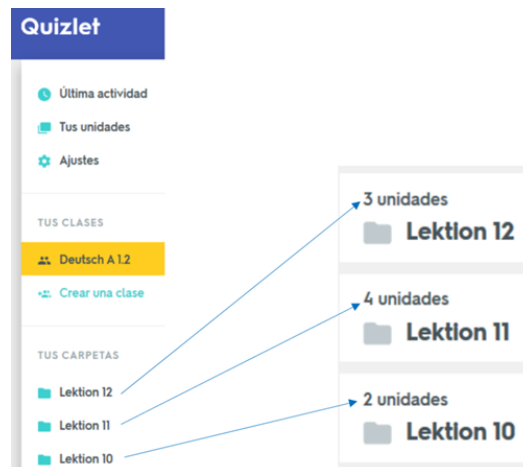 Quizlet
Última actividad
Tus unidades
Ajustes
TUS CLASES
Deutsch A 1.2
Crear una clase
TUS CARPETAS
Lektion 12
Lektion 11
Lektion 10
3 unidades
Lektion 12
4 unidades
Lektion 11
2 unidades
Lektion 10